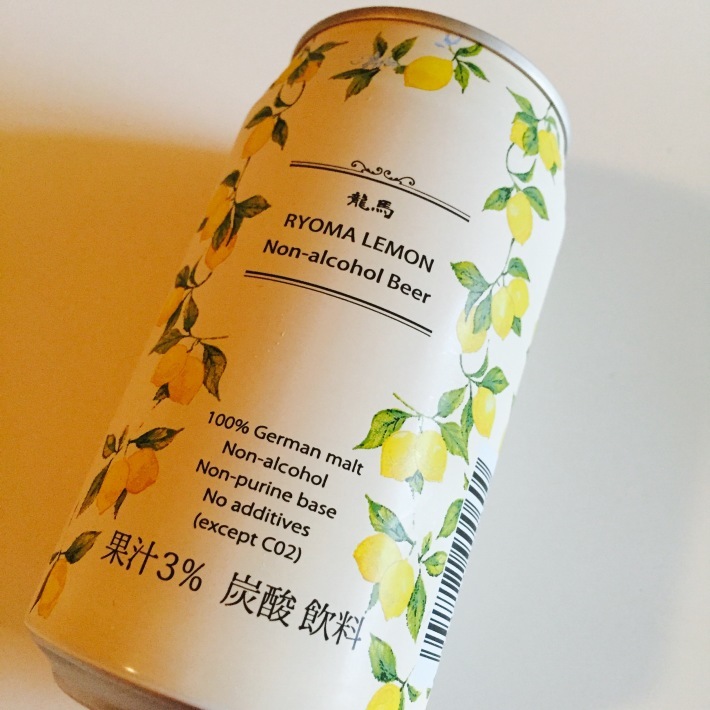 龍馬
RYOMA LEMON
Non-alcohol Beer
100% German malt
Non-alcohol
Non-purine base
No additives
(except C02)
果汁3% 炭酸飲料